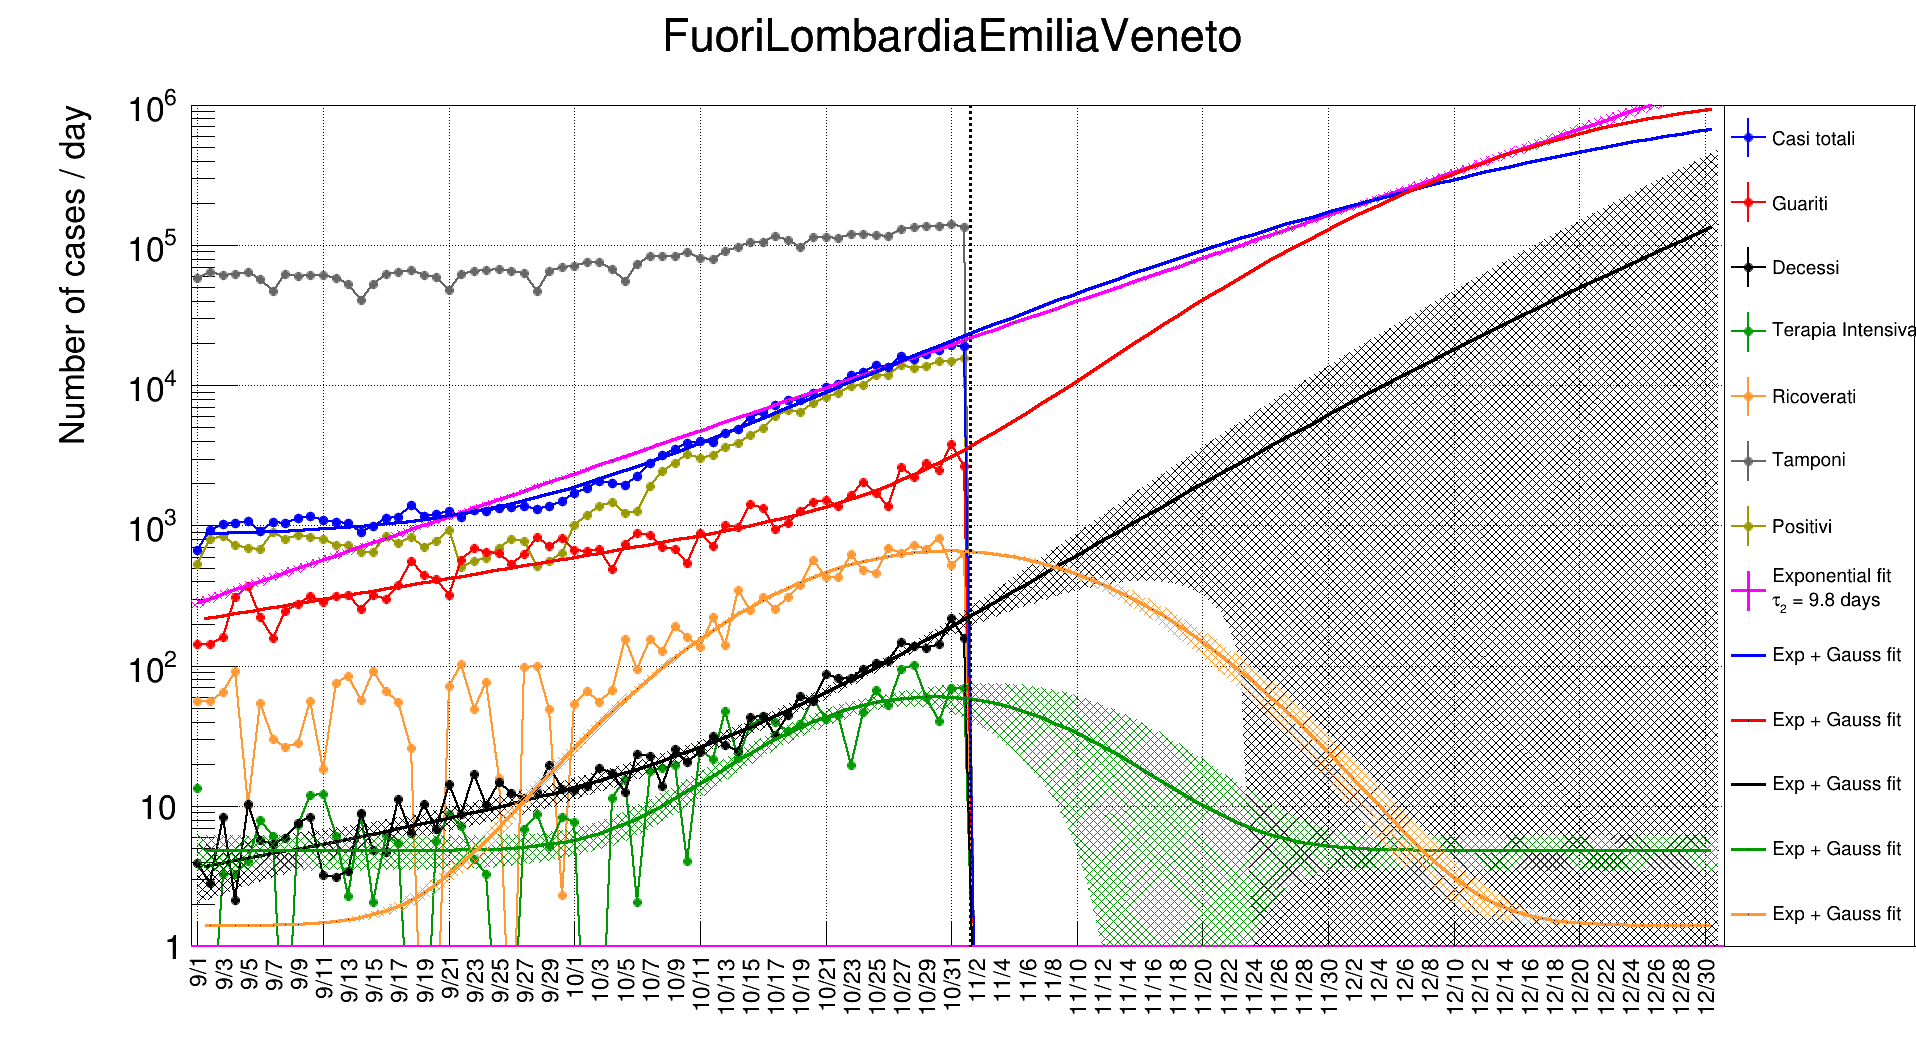 FuoriLombardiaEmiliaVeneto
Number of cases / day
10^6
10^5
10^4
10^3
10^2
10
1
9/1 9/3 9/5 9/7 9/9 9/11 9/13 9/15 9/17 9/19 9/21 9/23 9/25 9/27 9/29 10/1 10/3 10/5 10/7 10/9 10/11 10/13 10/15 10/17 10/19 10/21 10/23 10/25 10/27 10/29 10/31 11/2 11/4 11/6 11/8 11/10 11/12 11/14 11/16 11/18 11/20 11/22 11/24 11/26 11/28 11/30 12/2 12/4 12/6 12/8 12/10 12/12 12/14 12/16 12/18 12/20 12/22 12/24 12/26 12/28 12/30
Casi totali
Guariti
Decessi
Terapia Intensiva
Ricoverati
Tamponi
Positivi
Exponential fit
τ₂ = 9.8 days
Exp + Gauss fit
Exp + Gauss fit
Exp + Gauss fit
Exp + Gauss fit
Exp + Gauss fit